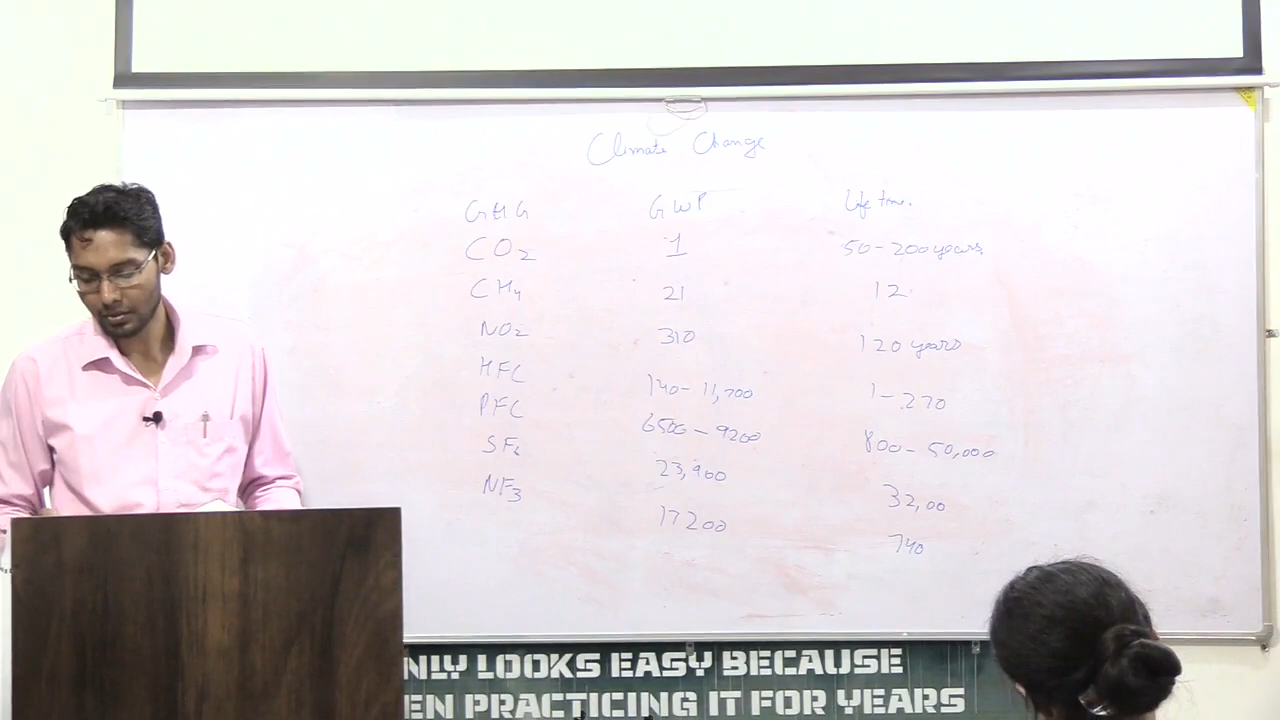 Climate Change
GHG GWP Life time.
CO2 1 50-200 years.
CH4 21 12
NO2 310 120 years
HFC 140-11,700 1-270
PFC 6500-9200 800-50,000
SF6 23,900 32,00
NF3 17200 740
NLY LOOKS EASY BECAUSE
EN PRACTICING IT FOR YEARS